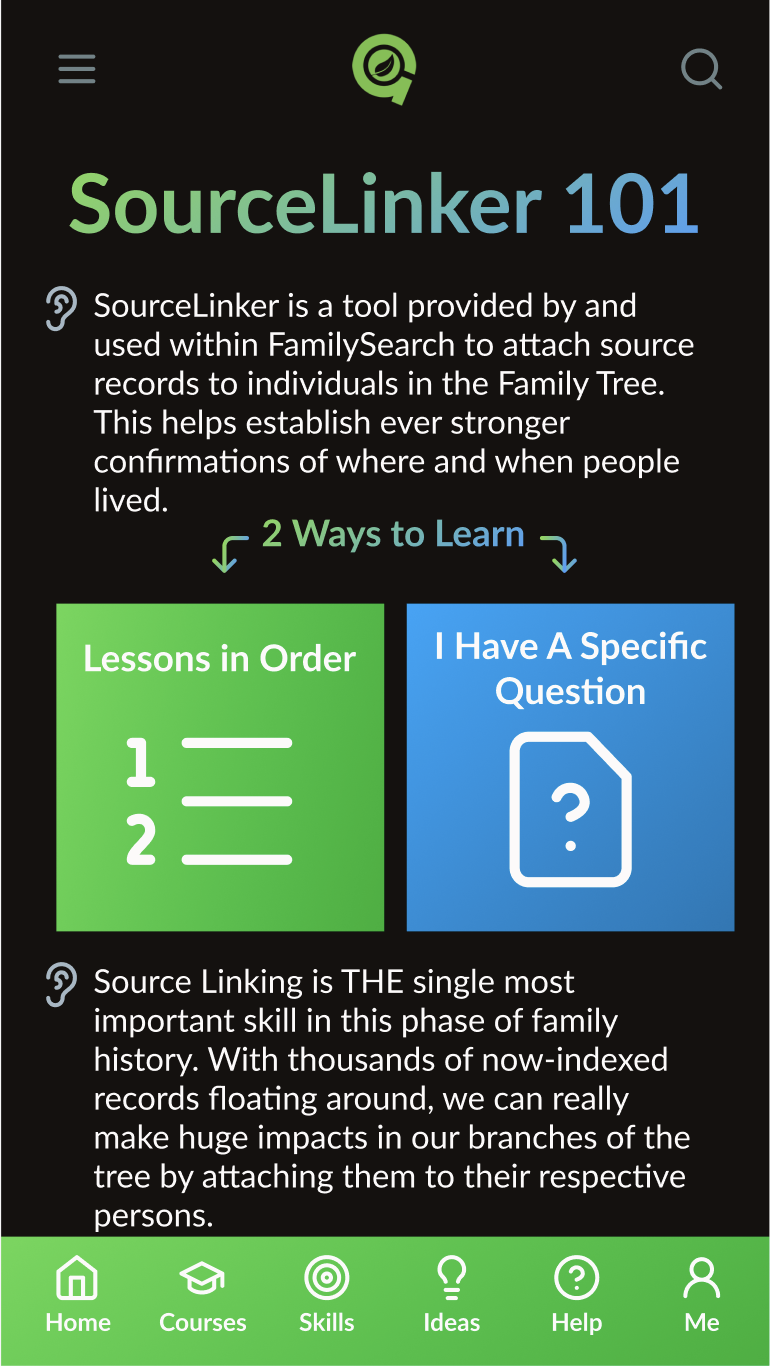 SourceLinker 101
SourceLinker is a tool provided by and
used within FamilySearch to attach source
records to individuals in the Family Tree.
This helps establish ever stronger
confirmations of where and when people
lived.
2 Ways to Learn
Lessons in Order
1
2
I Have A Specific
Question
?
Source Linking is THE single most
important skill in this phase of family
history. With thousands of now-indexed
records floating around, we can really
make huge impacts in our branches of the
tree by attaching them to their respective
persons.
Home Courses Skills Ideas Help Me